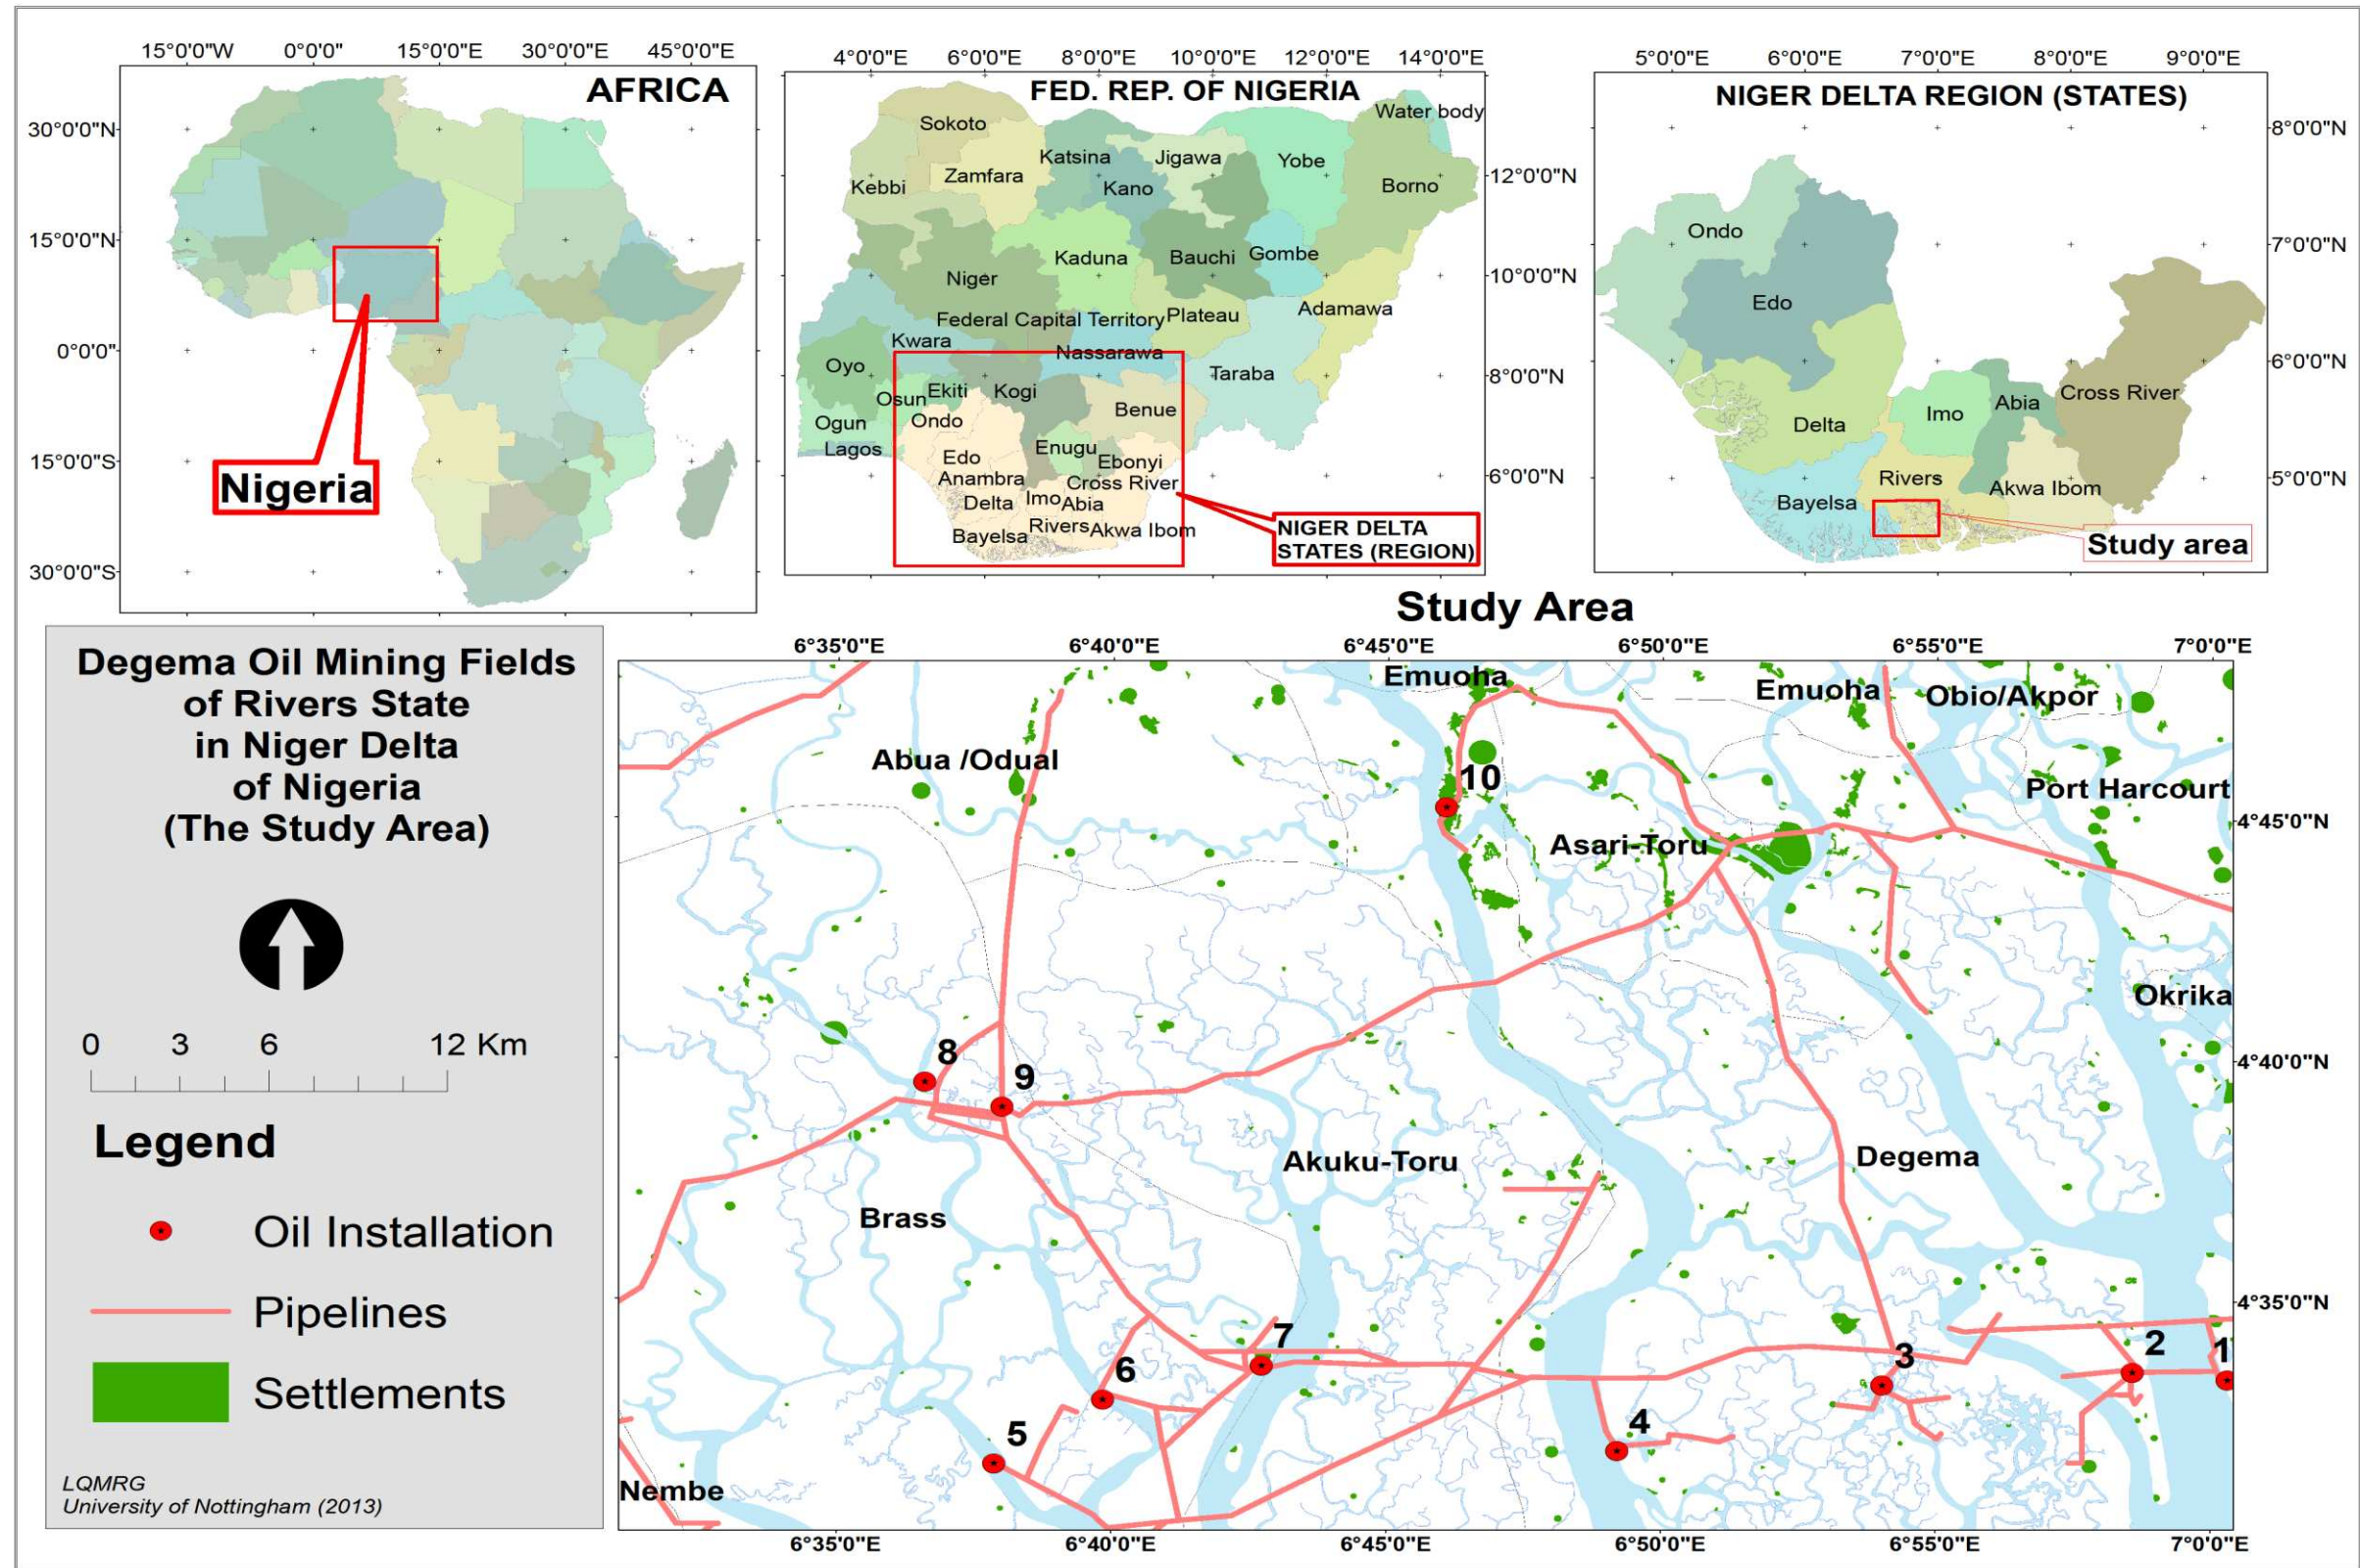 15°0'0"W 0°0'0" 15°0'0"E 30°0'0"E 45°0'0"E
AFRICA
30°0'0"N
15°0'0"N
0°0'0"
15°0'0"S
30°0'0"S
Nigeria
4°0'0"E 6°0'0"E 8°0'0"E 10°0'0"E 12°0'0"E 14°0'0"E
FED. REP. OF NIGERIA
Water body
Sokoto
Katsina
Jigawa
Yobe
Zamfara
Kano
Kebbi
Borno
12°0'0"N
Kaduna
Bauchi
Gombe
Niger
10°0'0"N
Adamawa
Federal Capital Territory
Plateau
Kwara
Nassarawa
Oyo
Taraba
8°0'0"N
Osun
Ekiti
Kogi
Benue
Ogun
Ondo
Lagos
Enugu
Edo
Ebonyi
Anambra
Cross River
6°0'0"N
Delta
Imo
Abia
Rivers
Akwa Ibom
Bayelsa
NIGER DELTA
STATES (REGION)
5°0'0"E 6°0'0"E 7°0'0"E 8°0'0"E 9°0'0"E
NIGER DELTA REGION (STATES)
8°0'0"N
7°0'0"N
6°0'0"N
5°0'0"N
Ondo
Edo
Cross River
Abia
Imo
Delta
Rivers
Akwa Ibom
Bayelsa
Study area
Degema Oil Mining Fields
of Rivers State
in Niger Delta
of Nigeria
(The Study Area)
0 3 6 12 Km
Legend
Oil Installation
Pipelines
Settlements
LQMRG
University of Nottingham (2013)
Study Area
6°35'0"E 6°40'0"E 6°45'0"E 6°50'0"E 6°55'0"E 7°0'0"E
Emuoha
Emuoha
Obio/Akpor
Abua /Odual
10
Port Harcourt
4°45'0"N
Asari-Toru
Okrika
8
4°40'0"N
9
Akuku-Toru
Degema
Brass
4°35'0"N
7
2
1
3
6
5
4
Nembe
6°35'0"E 6°40'0"E 6°45'0"E 6°50'0"E 6°55'0"E 7°0'0"E